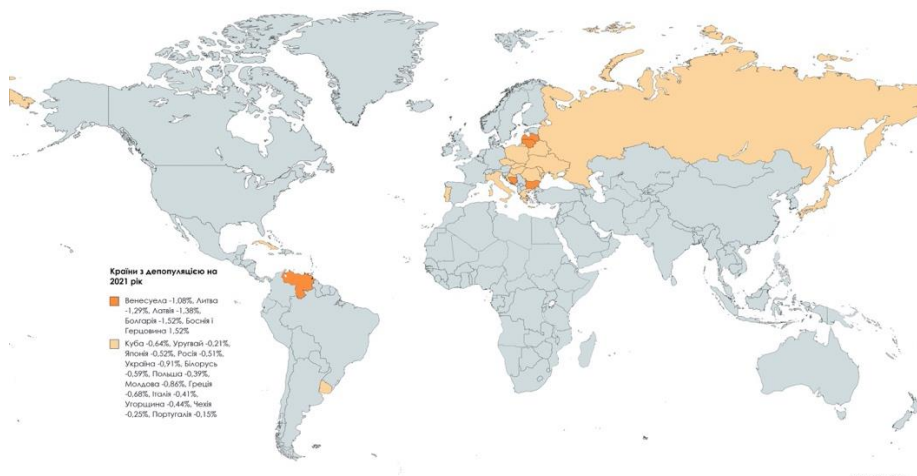 Країни з депопуляцією на
2021 рік
Венесуела -1,08%, Литва
-1,29%, Латвія -1,38%,
Болгарія -1,52%, Боснія і
Герцовина 1,52%
Куба -0,64%, Уругвай -0,21%,
Японія -0,52%, Росія -0,51%,
Україна -0,91%, Білорусь
-0,59%, Польша -0,39%,
Молдова -0,86%, Греція
-0,68%, Італія -0,41%,
Угорщина -0,44%, Чехія
-0,25%, Португалія -0,15%